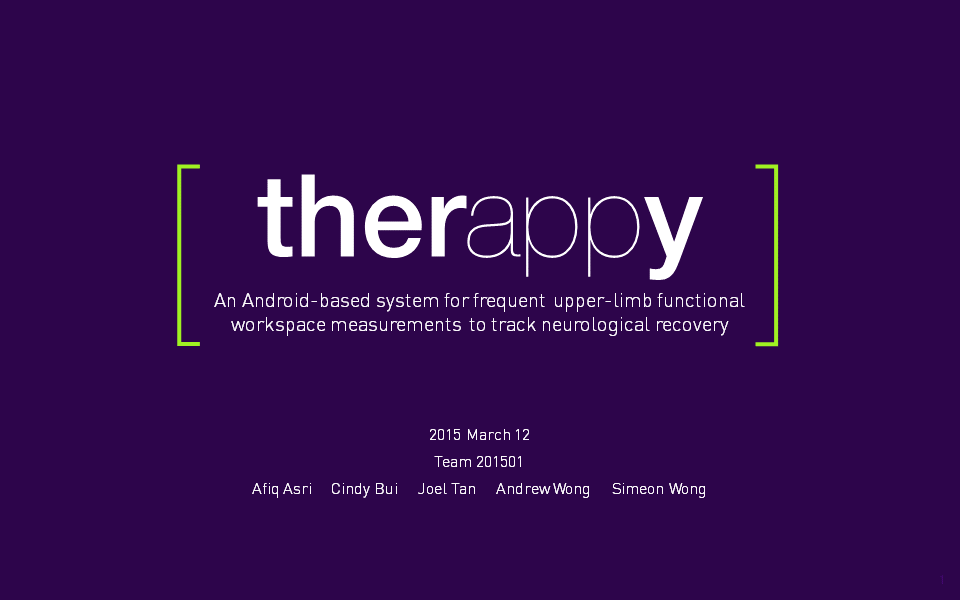 therappy
An Android-based system for frequent upper-limb functional
workspace measurements to track neurological recovery
2015 March 12
Team 201501
Afiq Asri Cindy Bui Joel Tan Andrew Wong Simeon Wong
1